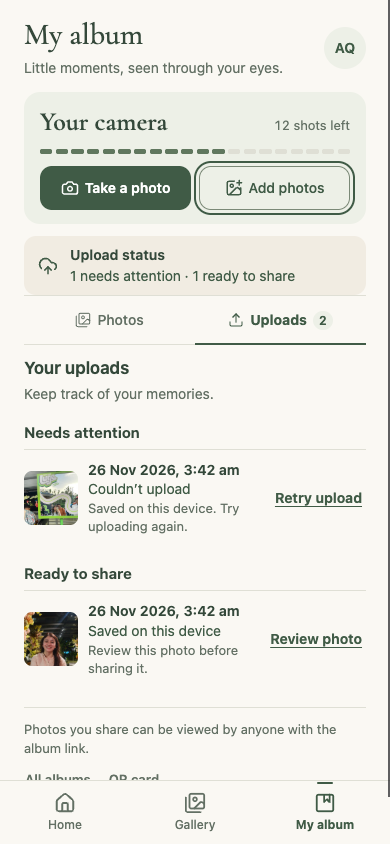 My album
AQ
Little moments, seen through your eyes.
Your camera
12 shots left
Take a photo
Add photos
Upload status
1 needs attention · 1 ready to share
Photos
Uploads 2
Your uploads
Keep track of your memories.
Needs attention
26 Nov 2026, 3:42 am
Couldn’t upload
Saved on this device. Try
uploading again.
Retry upload
Ready to share
26 Nov 2026, 3:42 am
Saved on this device
Review this photo before
sharing it.
Review photo
Photos you share can be viewed by anyone with the
album link.
All albums
QR card
Home
Gallery
My album